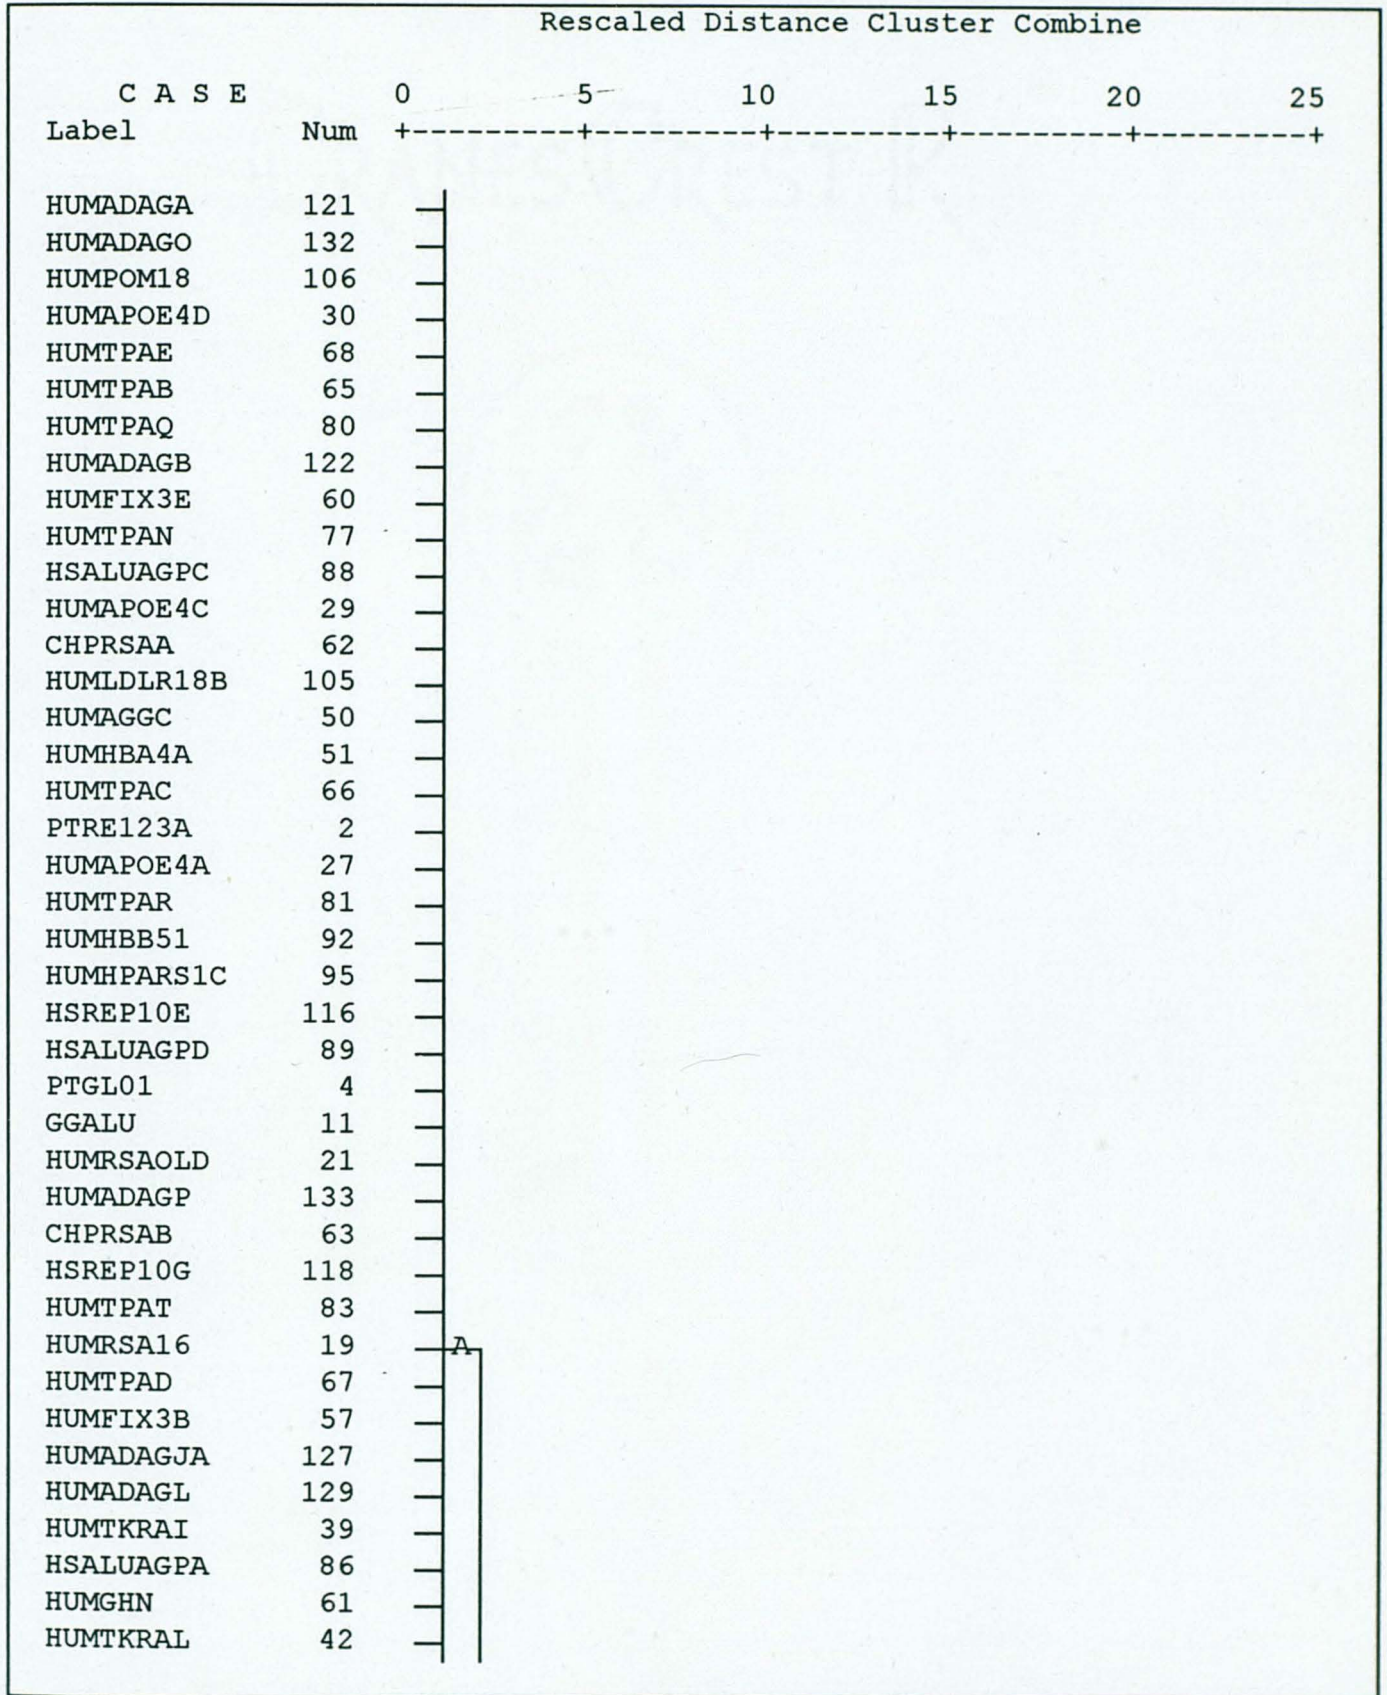 Rescaled Distance Cluster Combine
C A S E 0 5 10 15 20 25
Label Num +---------+---------+---------+---------+---------+
HUMADAGA 121
HUMADAGO 132
HUMPOM18 106
HUMAPOE4D 30
HUMTPAE 68
HUMTPAB 65
HUMTPAQ 80
HUMADAGB 122
HUMFIX3E 60
HUMTPAN 77
HSALUAGPC 88
HUMAPOE4C 29
CHPRSAA 62
HUMLDLR18B 105
HUMAGGC 50
HUMHBA4A 51
HUMTPAC 66
PTRE123A 2
HUMAPOE4A 27
HUMTPAR 81
HUMHBB51 92
HUMHPARS1C 95
HSREP10E 116
HSALUAGPD 89
PTGL01 4
GGALU 11
HUMRSAOLD 21
HUMADAGP 133
CHPRSAB 63
HSREP10G 118
HUMTPAT 83
HUMRSA16 19 A
HUMTPAD 67
HUMFIX3B 57
HUMADAGJA 127
HUMADAGL 129
HUMTKRAI 39
HSALUAGPA 86
HUMGHN 61
HUMTKRAL 42